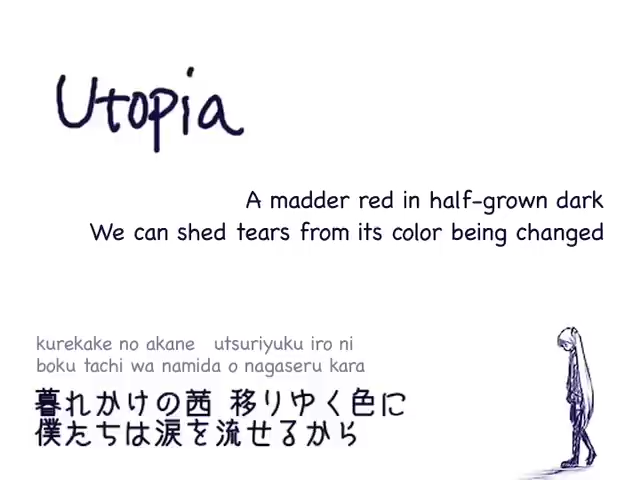 Utopia
A madder red in half-grown dark
We can shed tears from its color being changed
kurekake no akane utsuriyuku iro ni
boku tachi wa namida o nagaseru kara
暮れかけの茜 移りゆく色に
僕たちは涙を流せるから